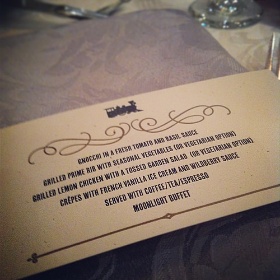 GNOCCHI IN A FRESH TOMATO AND BASIL SAUCE
GRILLED PRIME RIB WITH SEASONAL VEGETABLES (OR VEGETARIAN OPTION)
GRILLED LEMON CHICKEN WITH A TOSSED GARDEN SALAD (OR VEGETARIAN OPTION)
CRÊPES WITH FRENCH VANILLA ICE CREAM AND WILDBERRY SAUCE
SERVED WITH COFFEE/TEA/ESPRESSO
MOONLIGHT BUFFET